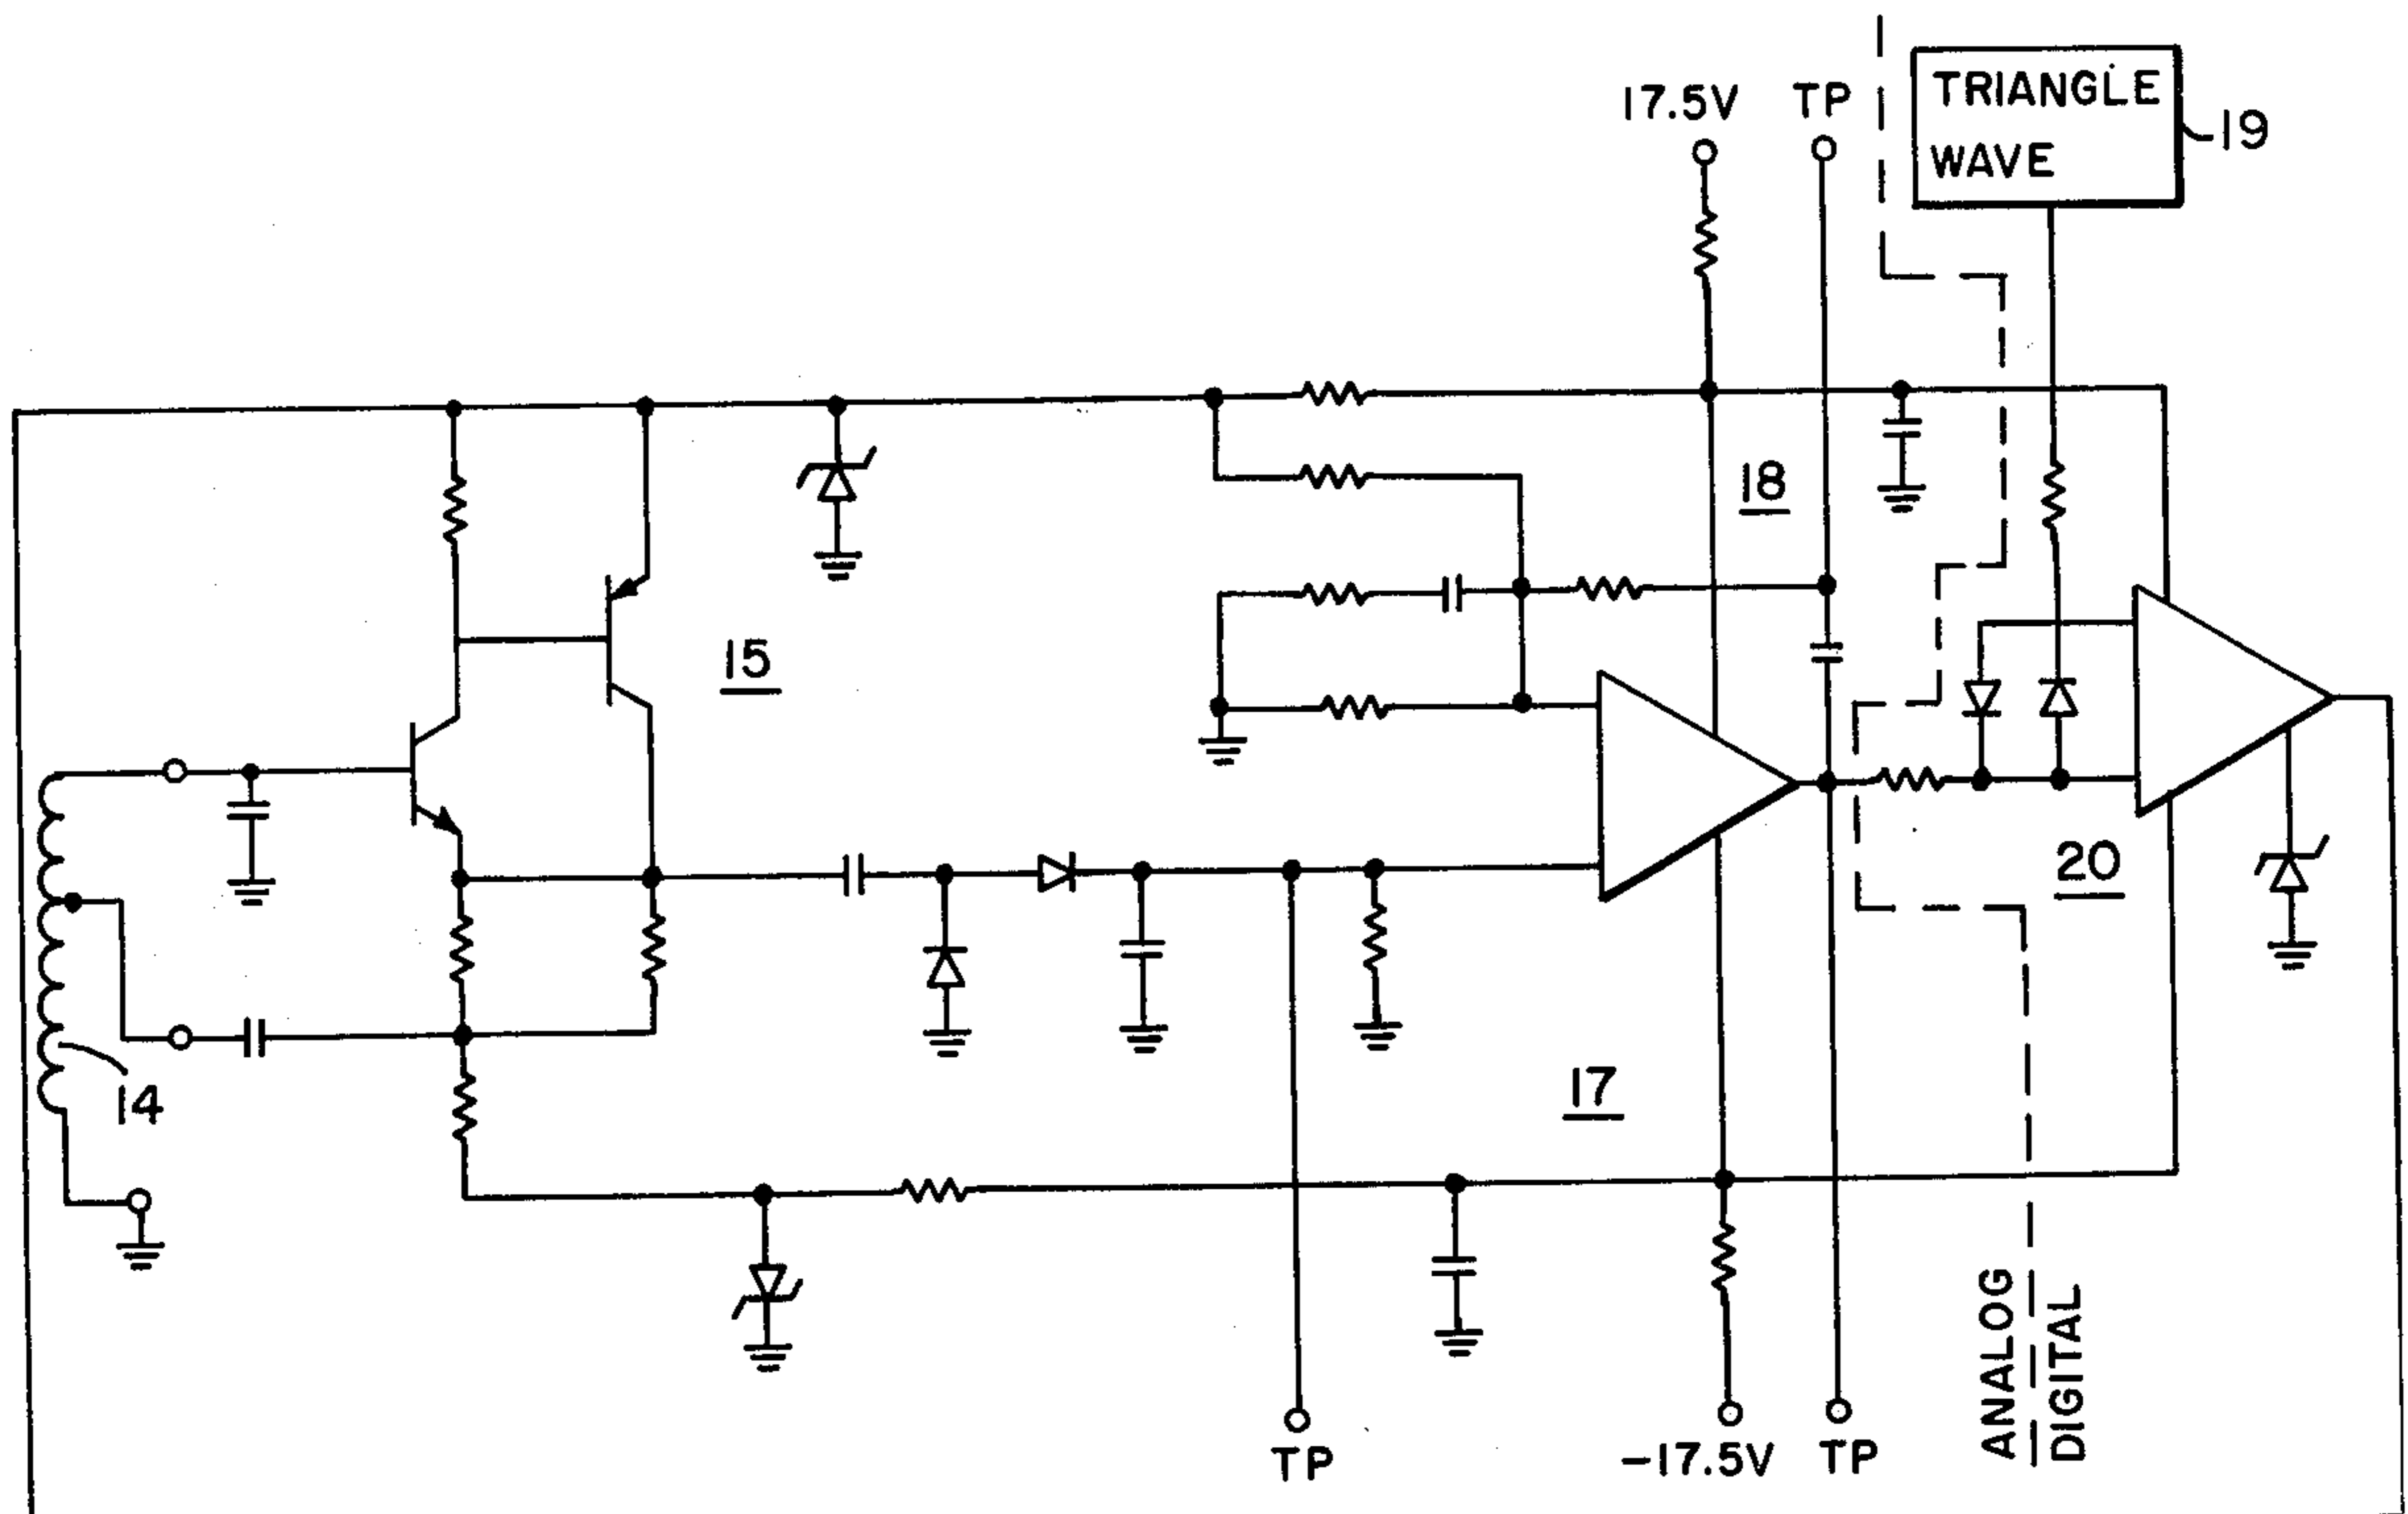 17.5V
TP
TRIANGLE
WAVE
19
18
15
20
14
17
ANALOG
DIGITAL
TP
-17.5V
TP